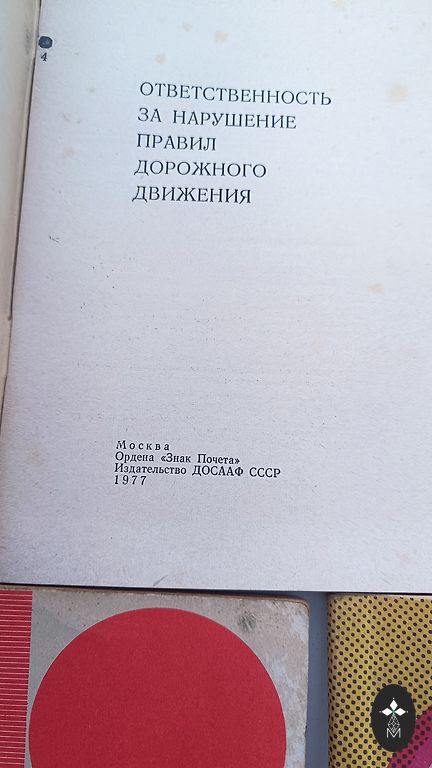 4
ОТВЕТСТВЕННОСТЬ
ЗА НАРУШЕНИЕ
ПРАВИЛ
ДОРОЖНОГО
ДВИЖЕНИЯ
Москва
Ордена «Знак Почета»
Издательство ДОСААФ СССР
1977
М